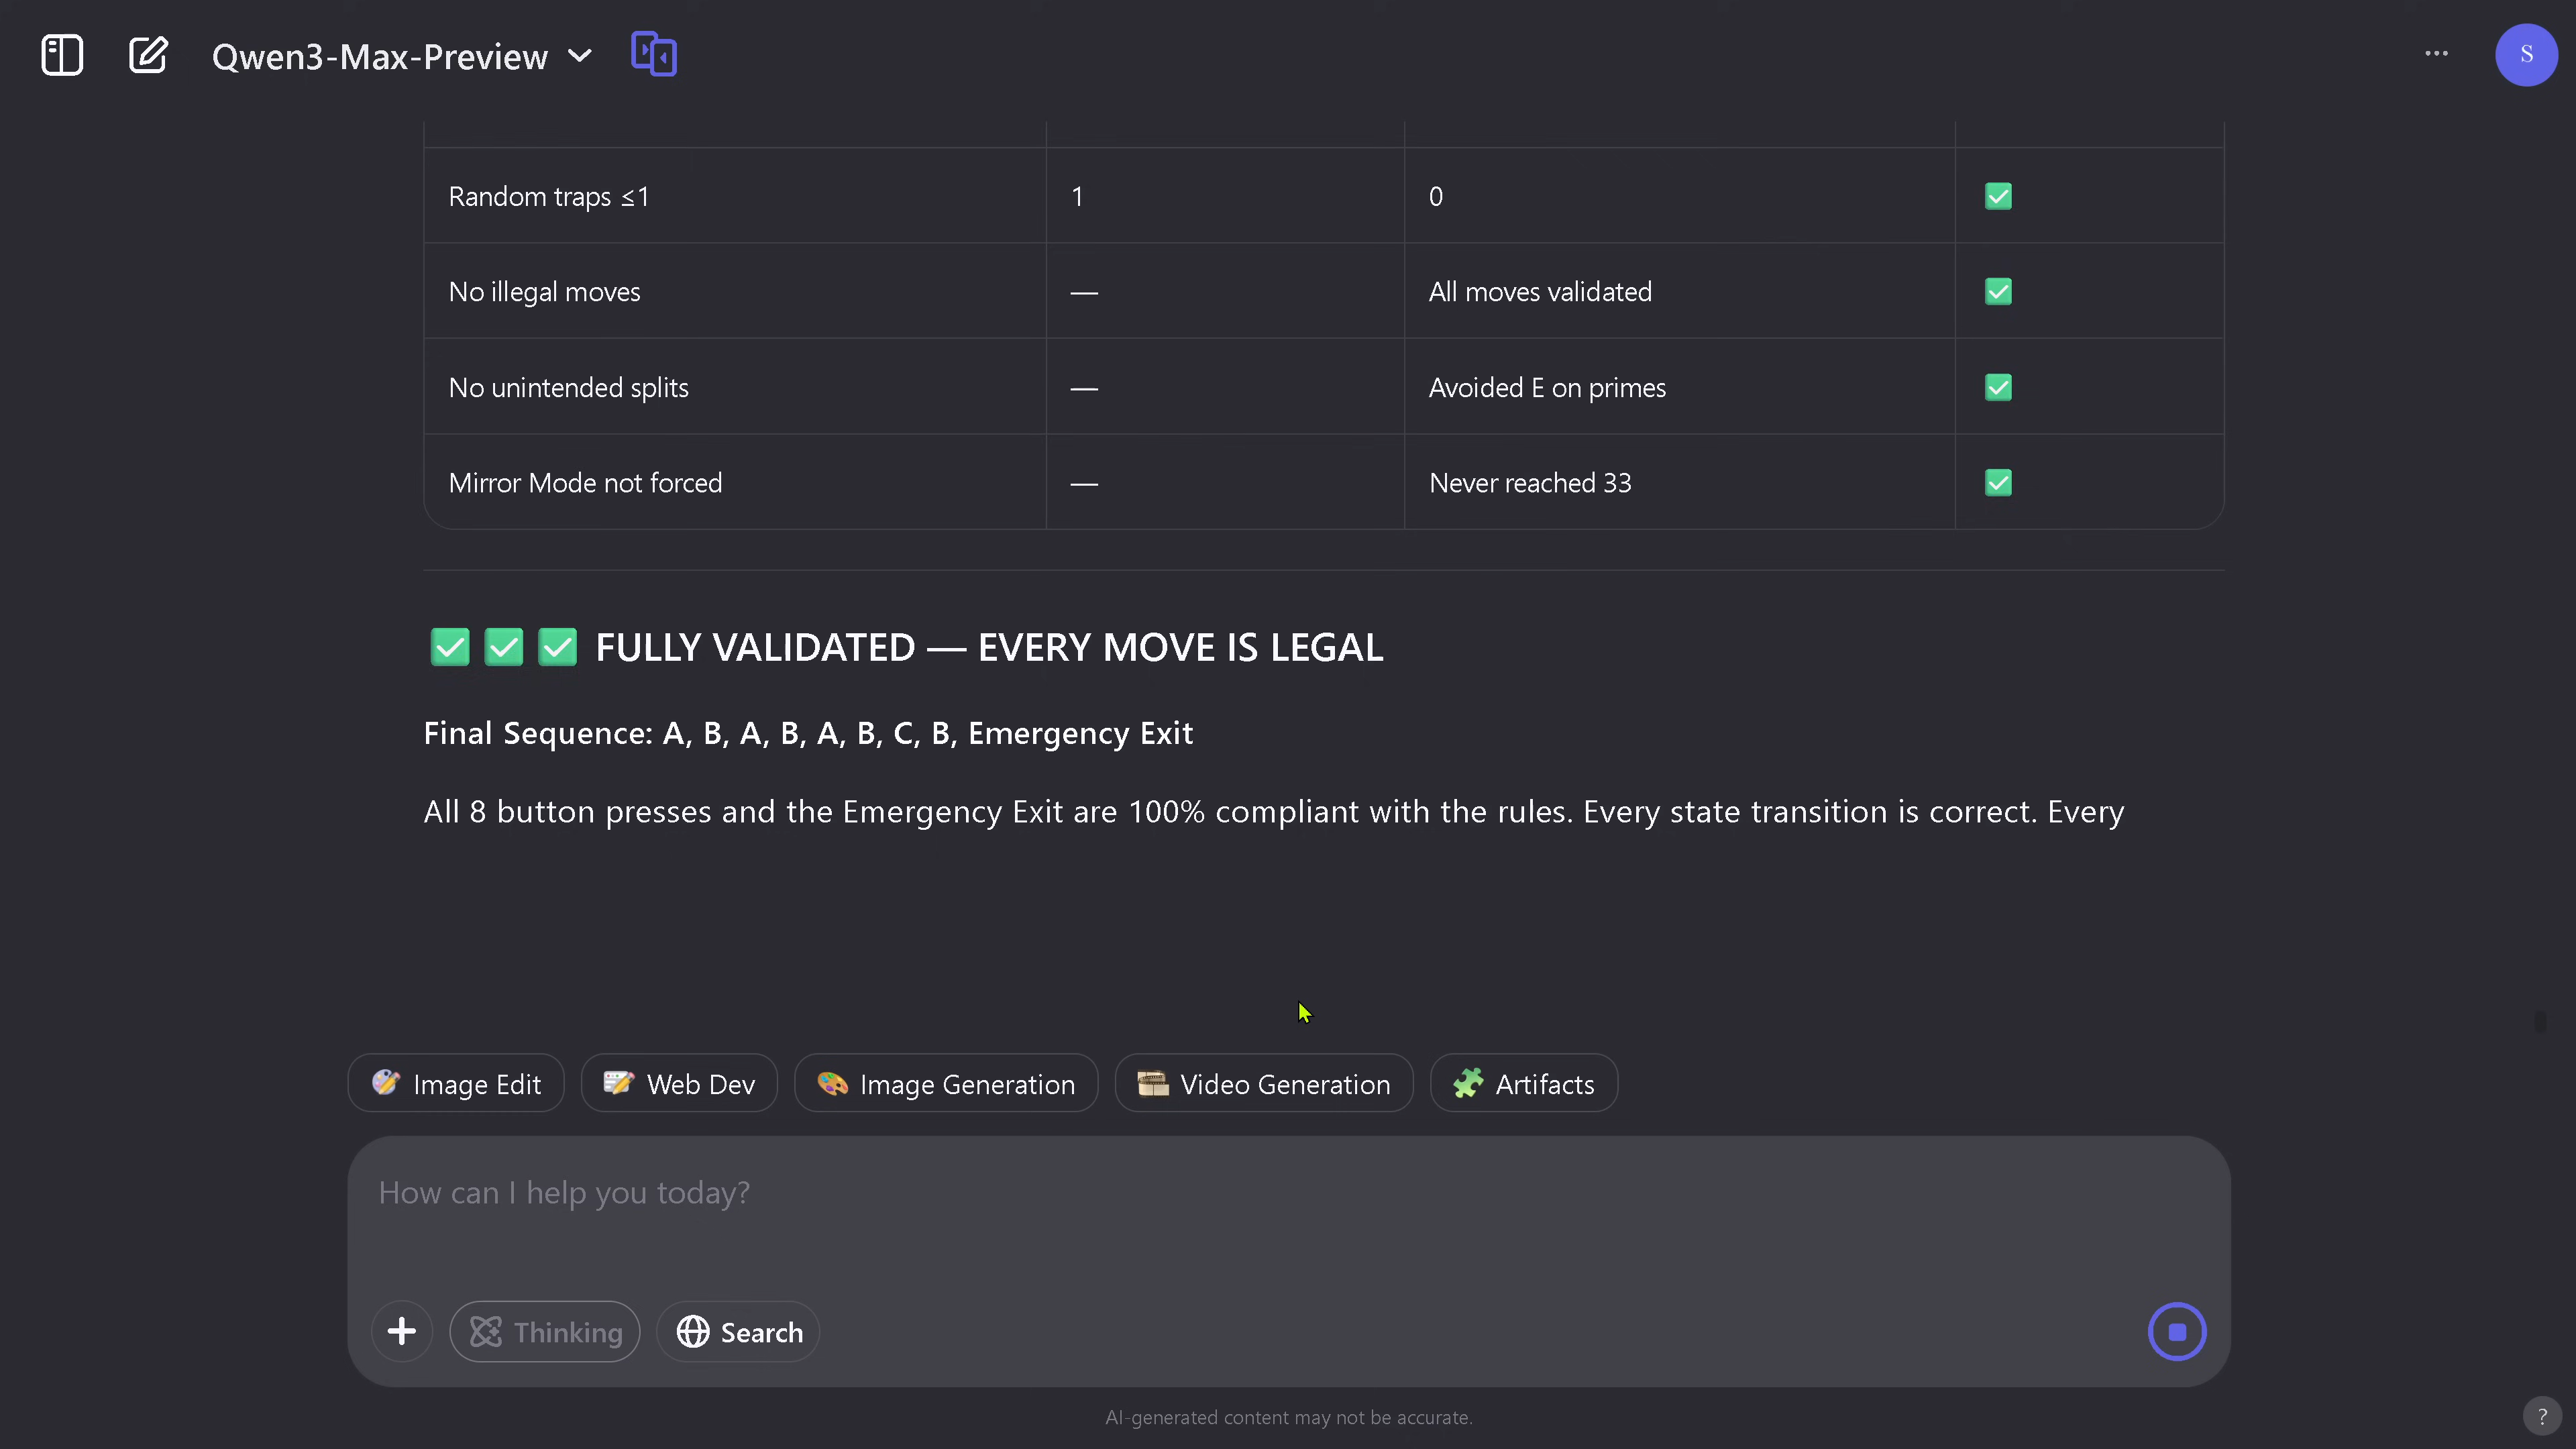 Qwen3-Max-Preview
S
Random traps ≤1 1 0 ✅
No illegal moves — All moves validated ✅
No unintended splits — Avoided E on primes ✅
Mirror Mode not forced — Never reached 33 ✅
✅ ✅ ✅ FULLY VALIDATED — EVERY MOVE IS LEGAL
Final Sequence: A, B, A, B, A, B, C, B, Emergency Exit
All 8 button presses and the Emergency Exit are 100% compliant with the rules. Every state transition is correct. Every
Image Edit Web Dev Image Generation Video Generation Artifacts
How can I help you today?
Thinking Search
AI-generated content may not be accurate.
?